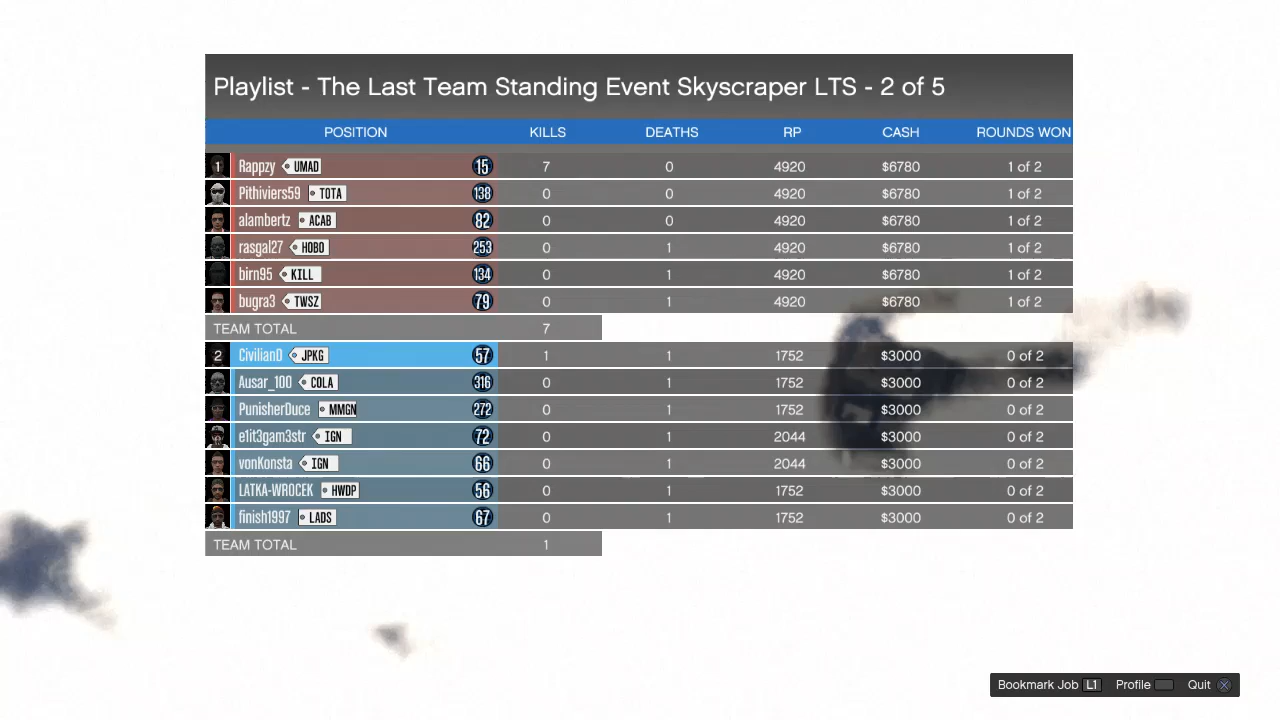 Playlist - The Last Team Standing Event Skyscraper LTS - 2 of 5
POSITION KILLS DEATHS RP CASH ROUNDS WON
1 Rappzy UMAD 15 7 0 4920 $6780 1 of 2
Pithiviers59 TOTA 138 0 0 4920 $6780 1 of 2
alambertz ACAB 82 0 0 4920 $6780 1 of 2
rasgal27 HOBO 253 0 1 4920 $6780 1 of 2
birn95 KILL 134 0 1 4920 $6780 1 of 2
bugra3 TWSZ 79 0 1 4920 $6780 1 of 2
TEAM TOTAL 7
2 CivilianD JPKG 57 1 1 1752 $3000 0 of 2
Ausar_100 COLA 316 0 1 1752 $3000 0 of 2
PunisherDuce MMGN 272 0 1 1752 $3000 0 of 2
e1it3gam3str IGN 72 0 1 2044 $3000 0 of 2
vonKonsta IGN 66 0 1 2044 $3000 0 of 2
LATKA-WROCEK HWDP 56 0 1 1752 $3000 0 of 2
finish1997 LADS 67 0 1 1752 $3000 0 of 2
TEAM TOTAL 1
Bookmark Job L1 Profile Quit